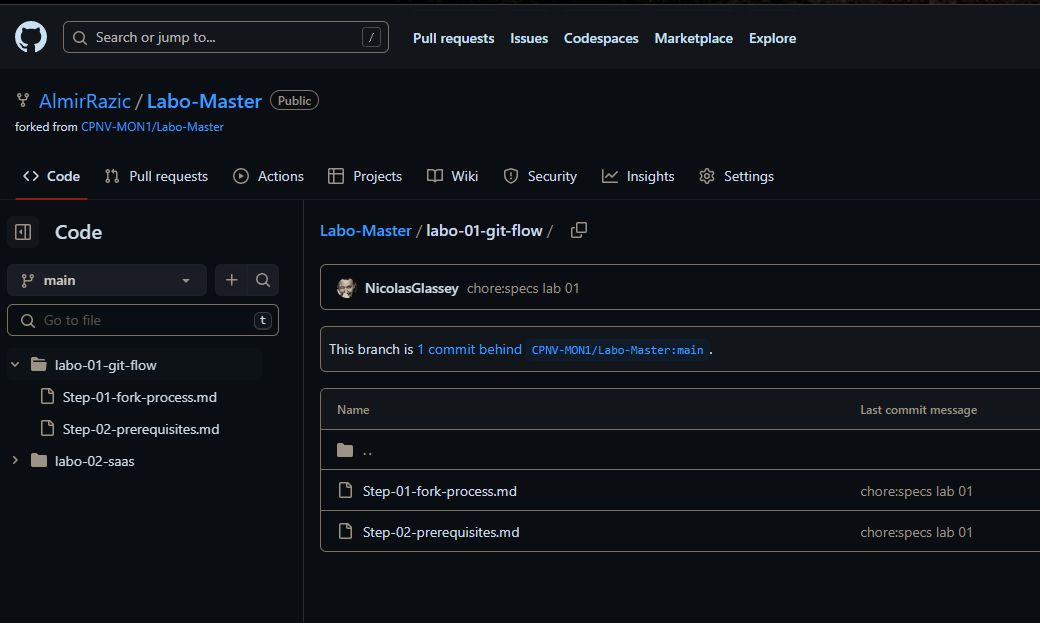 Search or jump to... /
Pull requests Issues Codespaces Marketplace Explore
AlmirRazic / Labo-Master Public
forked from CPNV-MON1/Labo-Master
Code Pull requests Actions Projects Wiki Security Insights Settings
Code
main
Go to file t
labo-01-git-flow
Step-01-fork-process.md
Step-02-prerequisites.md
labo-02-saas
Labo-Master / labo-01-git-flow /
NicolasGlassey chore:specs lab 01
This branch is 1 commit behind CPNV-MON1/Labo-Master:main .
Name Last commit message
..
Step-01-fork-process.md chore:specs lab 01
Step-02-prerequisites.md chore:specs lab 01